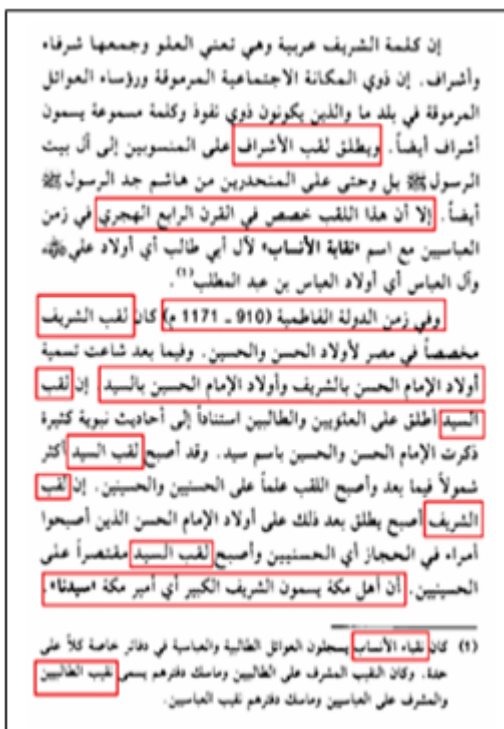 إن كلمة الشريف عربية وهي تعني العلو وجمعها شرفاء
وأشراف. إن ذوي المكانة الاجتماعية المرموقة ورؤساء العوائل
المرموقة في بلد ما والذين يكونون ذوي نفوذ وكلمة مسموعة يسمون
أشراف أيضاً. ويطلق لقب الأشراف على المنسوبين إلى آل بيت
الرسول ﷺ بل وحتى على المنحدرين من هاشم جد الرسول ﷺ
أيضاً. إلا أن هذا اللقب خصص في القرن الرابع الهجري في زمن
العباسيين مع اسم «نقابة الأنساب» لآل أبي طالب أي أولاد علي
وآل العباس أي أولاد العباس بن عبد المطلب(1).
وفي زمن الدولة الفاطمية (910 ـ 1171 م) كان لقب الشريف
مخصصاً في مصر لأولاد الحسن والحسين. وفيما بعد شاعت تسمية
أولاد الإمام الحسن بالشريف وأولاد الإمام الحسين بالسيد إن لقب
السيد أطلق على العلويين والطالبين استناداً إلى أحاديث نبوية كثيرة
ذكرت الإمام الحسن والحسين باسم سيد. وقد أصبح لقب السيد أكثر
شمولاً فيما بعد وأصبح اللقب علماً على الحسنيين والحسينين. إن لقب
الشريف أصبح يطلق بعد ذلك على أولاد الإمام الحسن الذين أصبحوا
أمراء في الحجاز أي الحسنيين وأصبح لقب السيد مقتصراً على
الحسينيين. أن أهل مكة يسمون الشريف الكبير أي أمير مكة «سيدنا».
(1) كان نقباء الأنساب يسجلون العوائل الطالبية والعباسية في دفاتر خاصة كلاً على
حدة. وكان النقيب المشرف على الطالبيين وماسك دفترهم يسمى نقيب الطالبيين
والمشرف على العباسيين وماسك دفترهم نقيب العباسيين.